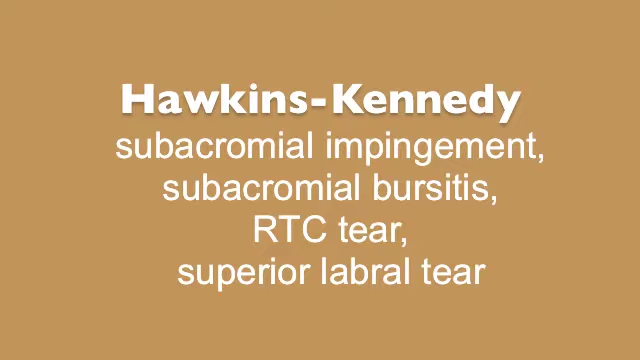 Hawkins-Kennedy
subacromial impingement,
subacromial bursitis,
RTC tear,
superior labral tear